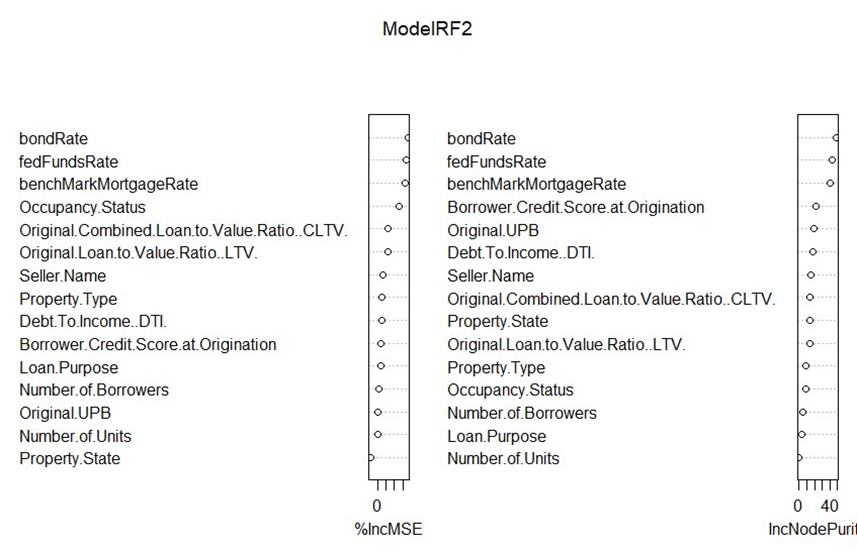 ModelRF2
bondRate
fedFundsRate
benchMarkMortgageRate
Occupancy.Status
Original.Combined.Loan.to.Value.Ratio..CLTV.
Original.Loan.to.Value.Ratio..LTV.
Seller.Name
Property.Type
Debt.To.Income..DTI.
Borrower.Credit.Score.at.Origination
Loan.Purpose
Number.of.Borrowers
Original.UPB
Number.of.Units
Property.State
0
%IncMSE
bondRate
fedFundsRate
benchMarkMortgageRate
Borrower.Credit.Score.at.Origination
Original.UPB
Debt.To.Income..DTI.
Seller.Name
Original.Combined.Loan.to.Value.Ratio..CLTV.
Property.State
Original.Loan.to.Value.Ratio..LTV.
Property.Type
Occupancy.Status
Number.of.Borrowers
Loan.Purpose
Number.of.Units
0 40
IncNodePurit